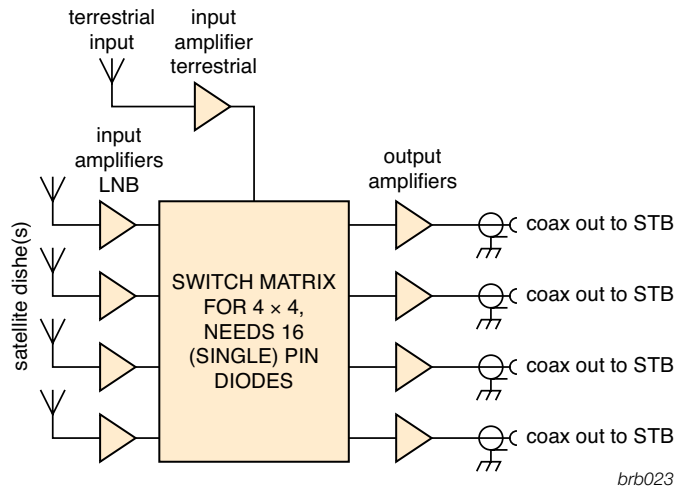 terrestrial
input
input
amplifier
terrestrial
input
amplifiers
LNB
output
amplifiers
satellite dishe(s)
SWITCH MATRIX
FOR 4 × 4,
NEEDS 16
(SINGLE) PIN
DIODES
coax out to STB
coax out to STB
coax out to STB
coax out to STB
brb023